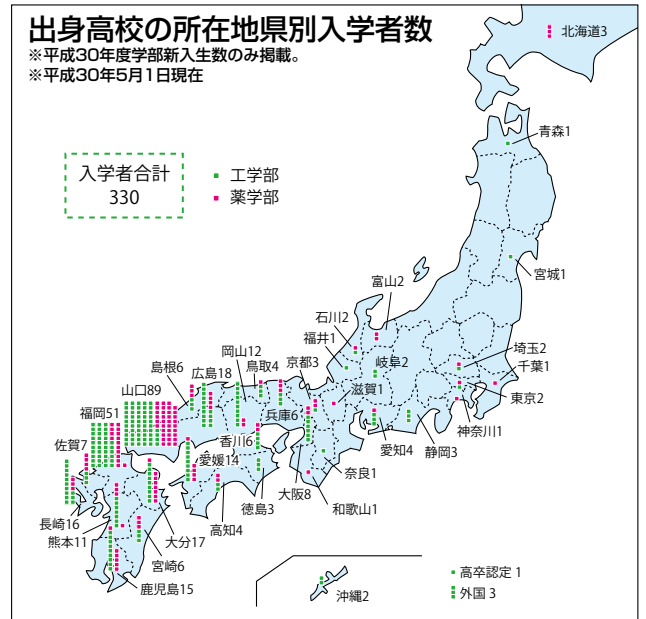 出身高校の所在地県別入学者数
※平成30年度学部新入生数のみ掲載。
※平成30年5月1日現在
入学者合計
330
工学部
薬学部
北海道3
青森1
宮城1
富山2
石川2
福井1
岐阜2
埼玉2
千葉1
東京2
神奈川1
静岡3
愛知4
滋賀1
京都3
奈良1
和歌山1
大阪8
兵庫6
鳥取4
岡山12
島根6
広島18
山口89
香川6
愛媛14
徳島3
高知4
福岡51
佐賀7
長崎16
熊本11
大分17
宮崎6
鹿児島15
沖縄2
高卒認定 1
外国 3